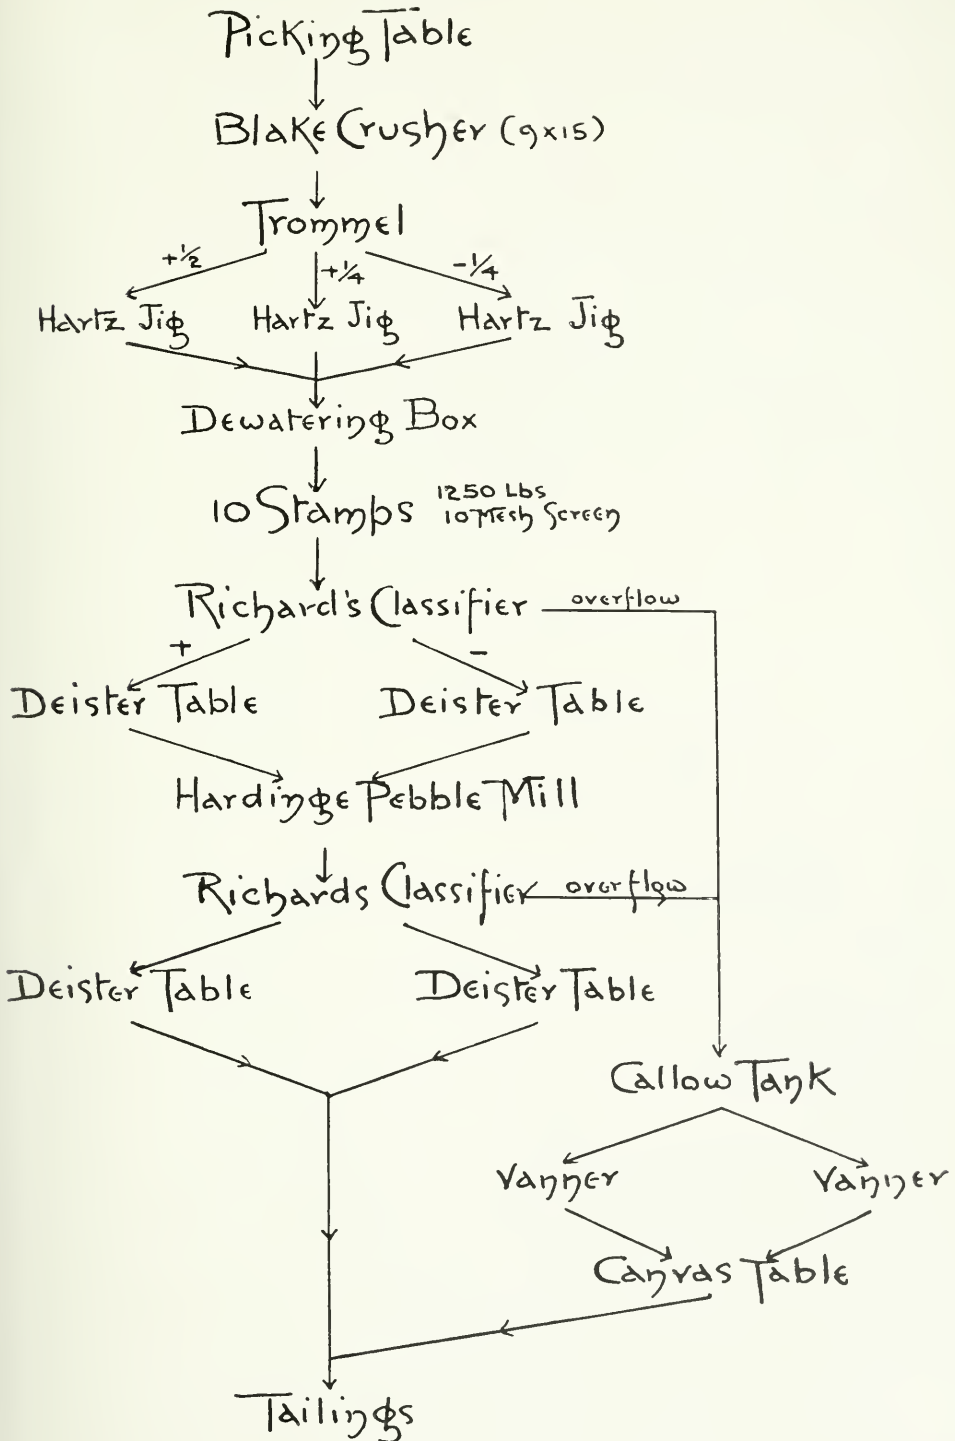 Picking Table
Blake Crusher (9x15)
Trommel
+1/2
+1/4
-1/4
Hartz Jig
Hartz Jig
Hartz Jig
Dewatering Box
10 Stamps
1250 Lbs
10 Mesh Screen
Richard's Classifier
overflow
+
-
Deister Table
Deister Table
Hardinge Pebble Mill
Richards Classifier
overflow
Deister Table
Deister Table
Callow Tank
Vanner
Vanner
Canvas Table
Tailings